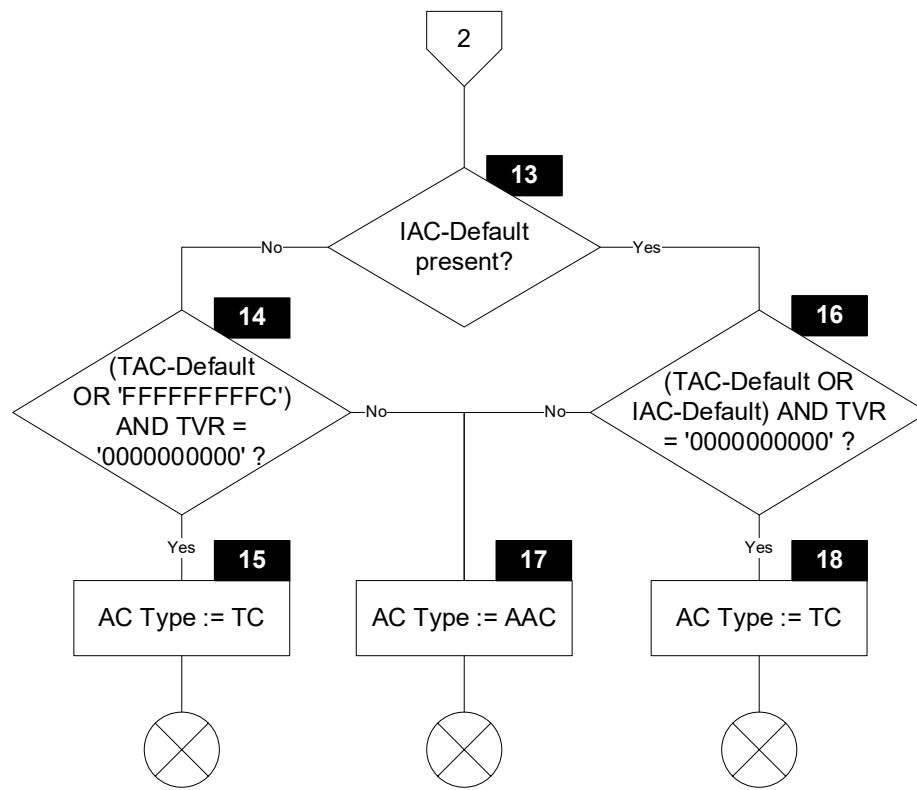 2
13
IAC-Default
present?
No
Yes
14
(TAC-Default
OR 'FFFFFFFFFC')
AND TVR =
'0000000000' ?
16
(TAC-Default OR
IAC-Default) AND TVR
= '0000000000' ?
No
No
Yes
Yes
15
AC Type := TC
17
AC Type := AAC
18
AC Type := TC